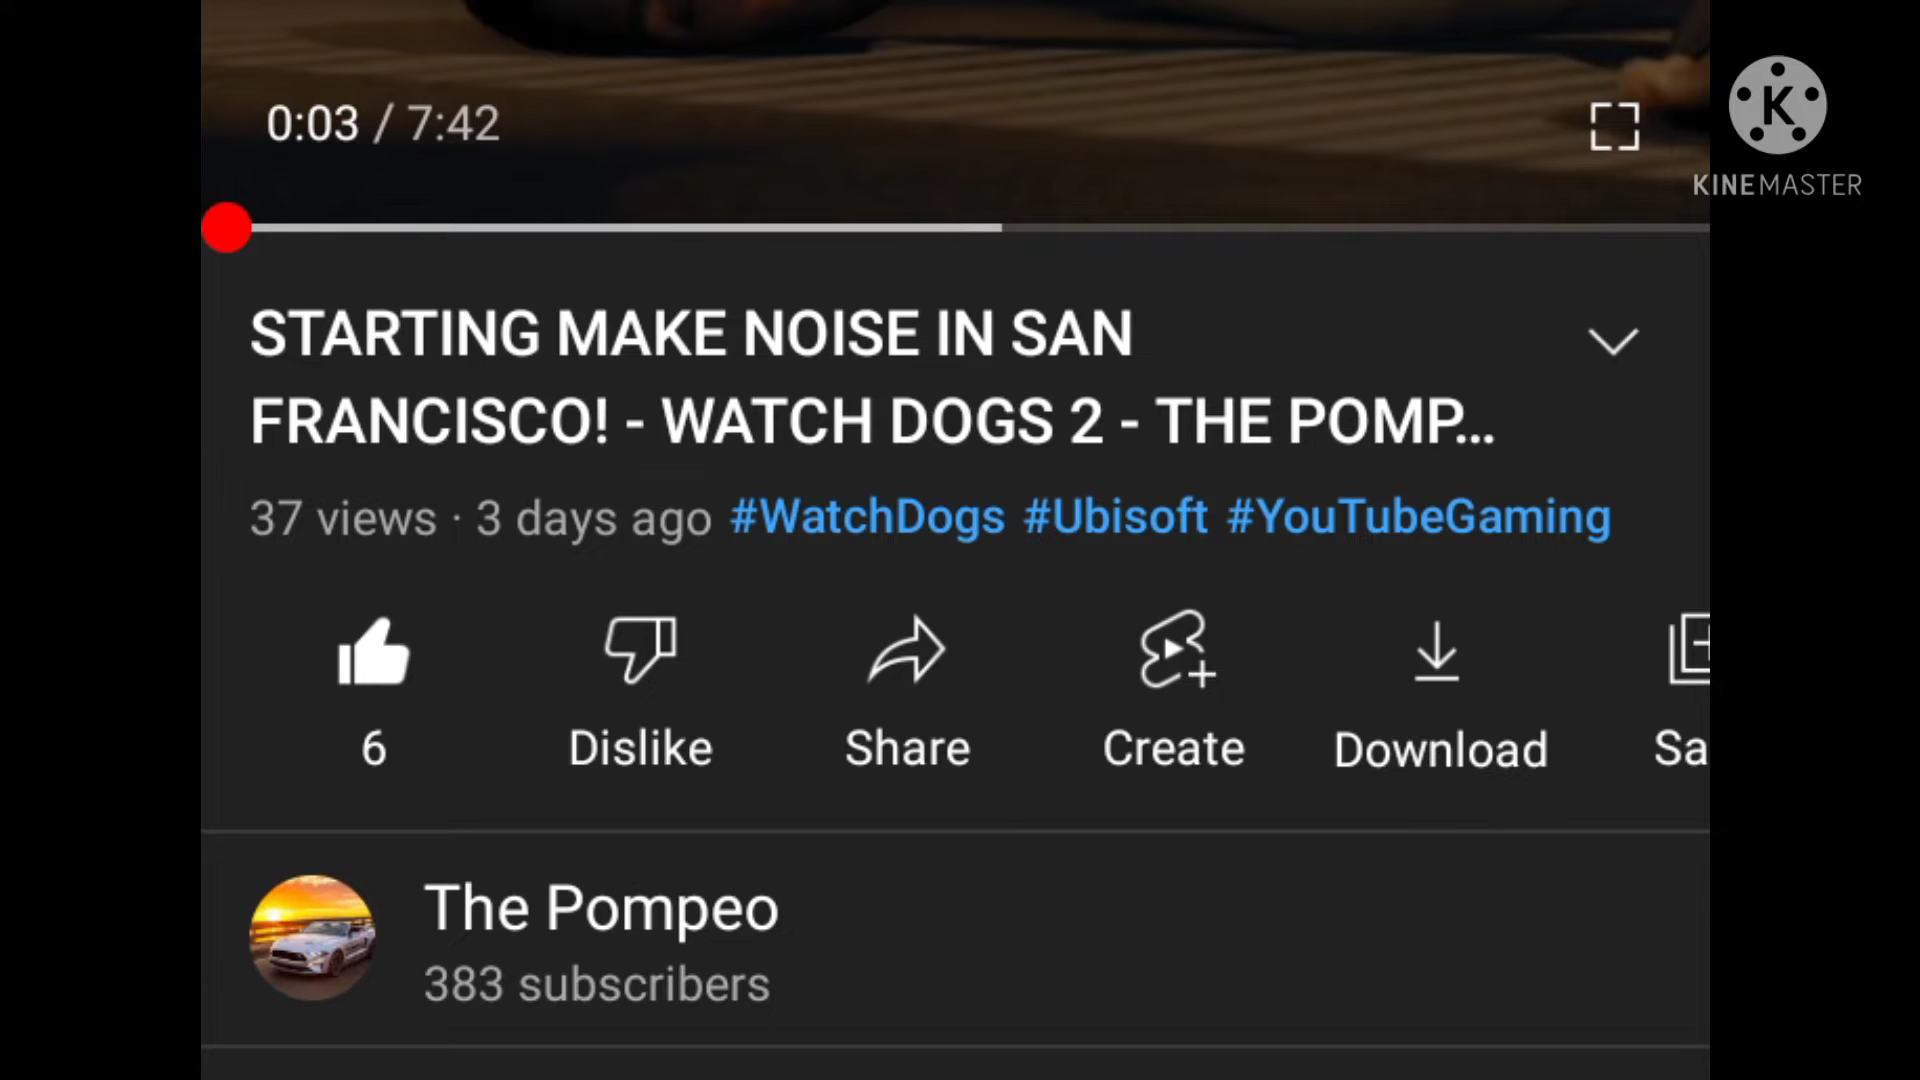 0:03 / 7:42
K
KINEMASTER
STARTING MAKE NOISE IN SAN
FRANCISCO! - WATCH DOGS 2 - THE POMP...
37 views · 3 days ago #WatchDogs #Ubisoft #YouTubeGaming
6 Dislike Share Create Download Sa
The Pompeo
383 subscribers